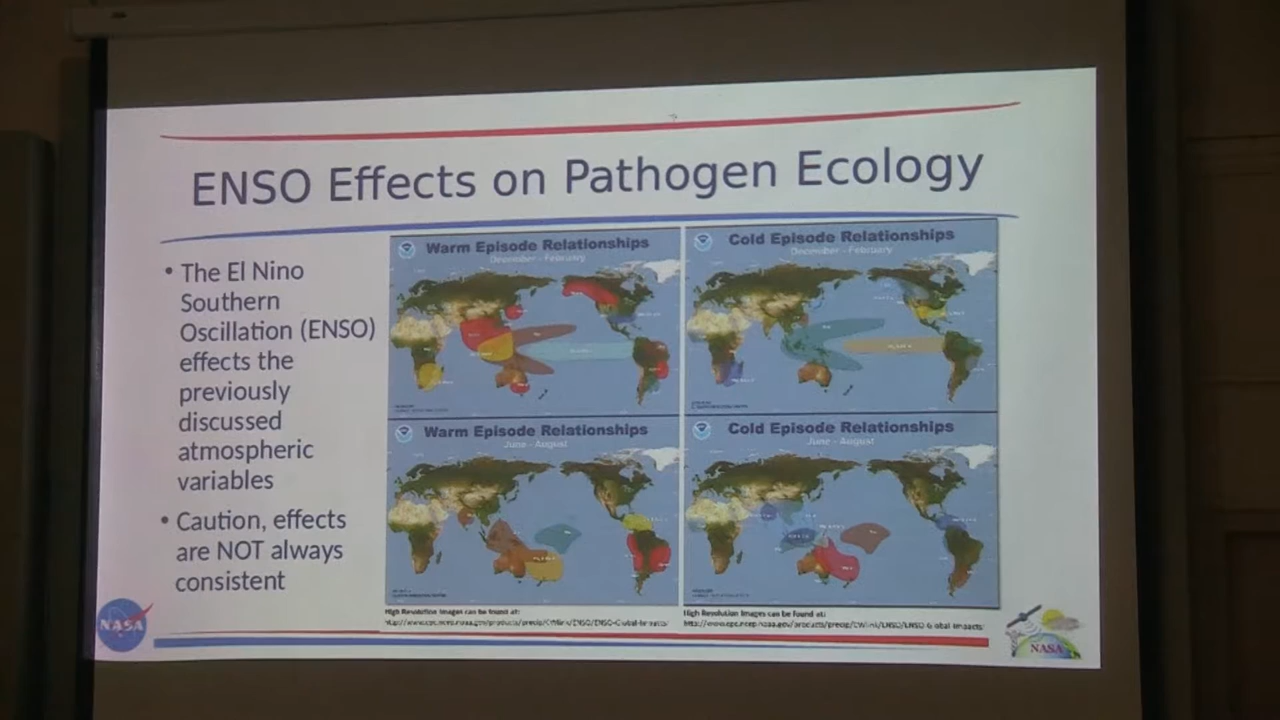 ENSO Effects on Pathogen Ecology
• The El Nino
Southern
Oscillation (ENSO)
effects the
previously
discussed
atmospheric
variables
• Caution, effects
are NOT always
consistent
Warm Episode Relationships
December - February
Cold Episode Relationships
December - February
Warm Episode Relationships
June - August
Cold Episode Relationships
June - August
High Resolution Images can be found at:
High Resolution Images can be found at:
NASA
NASA